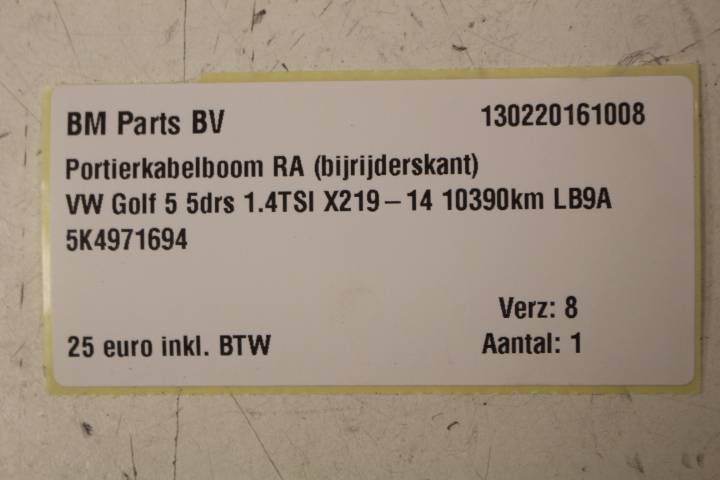 BM Parts BV 130220161008
Portierkabelboom RA (bijrijderskant)
VW Golf 5 5drs 1.4TSI X219-14 10390km LB9A
5K4971694
Verz: 8
25 euro inkl. BTW Aantal: 1